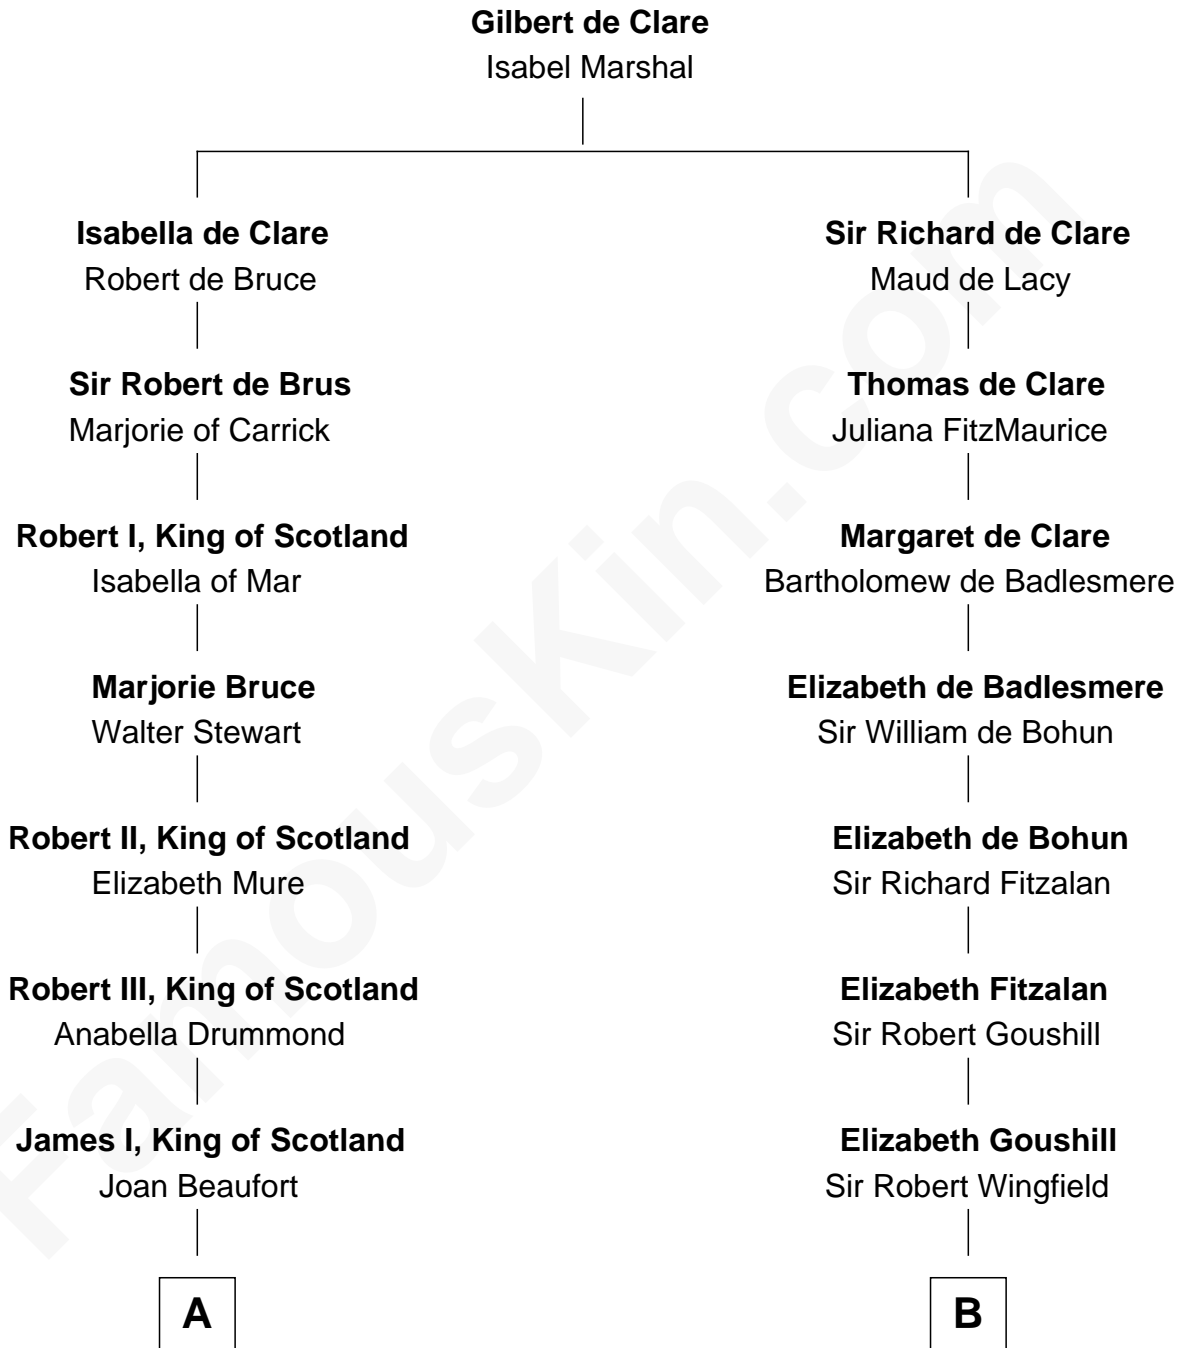 Gilbert de Clare
Isabel Marshal
Isabella de Clare
Robert de Bruce
Sir Richard de Clare
Maud de Lacy
Sir Robert de Brus
Marjorie of Carrick
Thomas de Clare
Juliana FitzMaurice
Robert I, King of Scotland
Isabella of Mar
Margaret de Clare
Bartholomew de Badlesmere
Marjorie Bruce
Walter Stewart
Elizabeth de Badlesmere
Sir William de Bohun
Robert II, King of Scotland
Elizabeth Mure
Elizabeth de Bohun
Sir Richard Fitzalan
Robert III, King of Scotland
Anabella Drummond
Elizabeth Fitzalan
Sir Robert Goushill
James I, King of Scotland
Joan Beaufort
Elizabeth Goushill
Sir Robert Wingfield
A
B
FamousKin.com